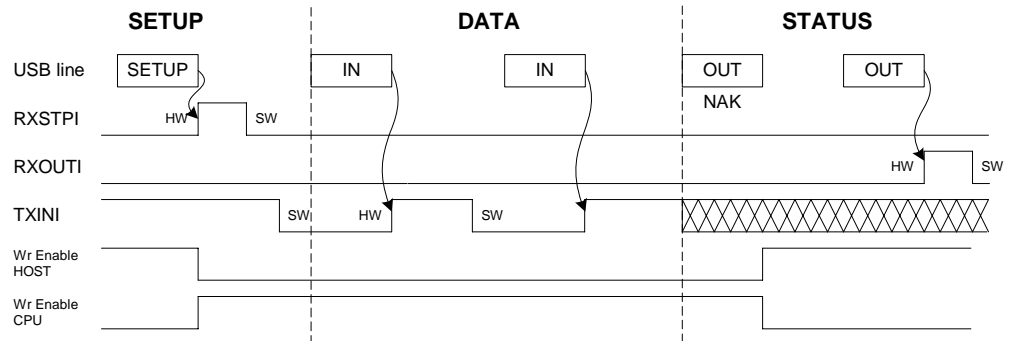 SETUP DATA STATUS
USB line SETUP IN IN OUT OUT
NAK
RXSTPI HW SW
RXOUTI HW SW
TXINI SW HW SW
Wr Enable
HOST
Wr Enable
CPU